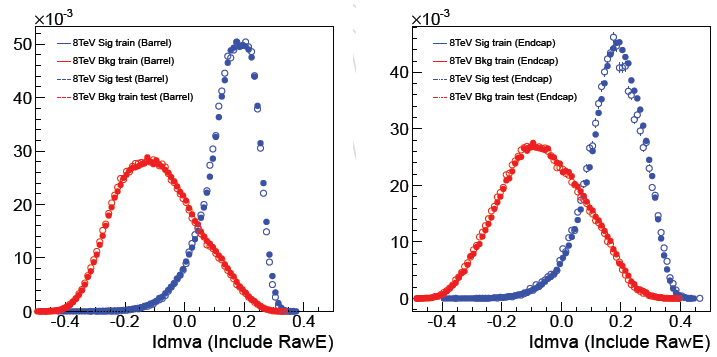 ×10⁻³
8TeV Sig train (Barrel)
8TeV Bkg train (Barrel)
8TeV Sig test (Barrel)
8TeV Bkg train test (Barrel)
50
40
30
20
10
0
-0.4 -0.2 0.0 0.2 0.4
Idmva (Include RawE)
×10⁻³
8TeV Sig train (Endcap)
8TeV Bkg train (Endcap)
8TeV Sig test (Endcap)
8TeV Bkg train test (Endcap)
40
30
20
10
0
-0.4 -0.2 0.0 0.2 0.4
Idmva (Include RawE)